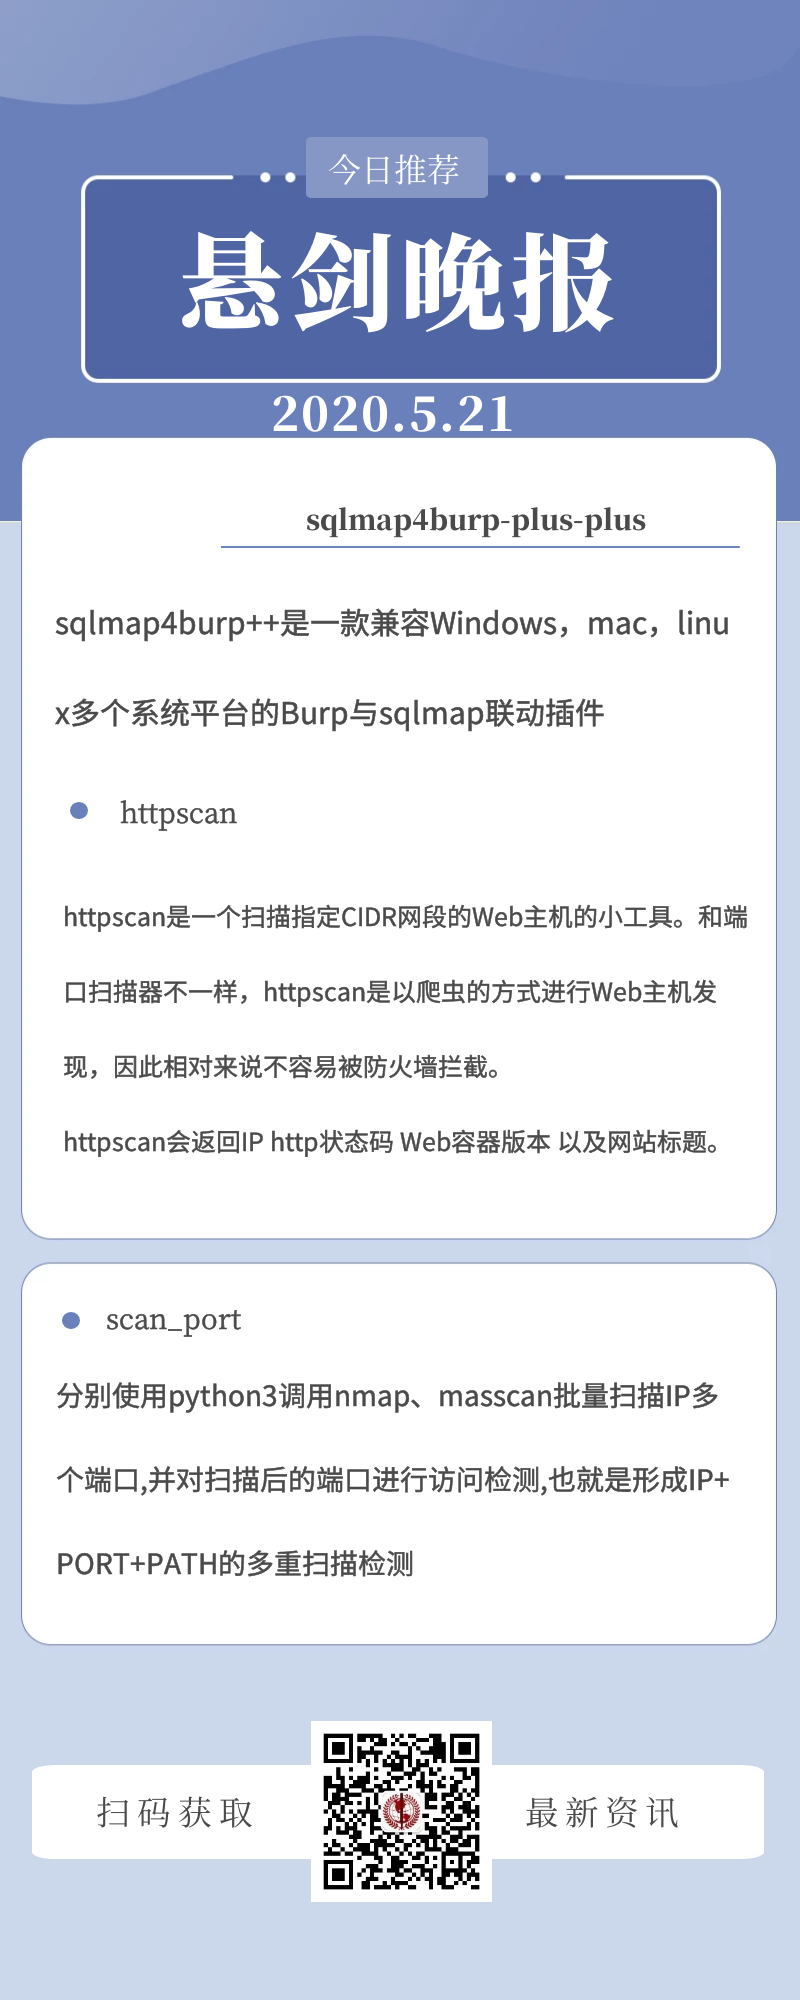 今日推荐
悬剑晚报
2020.5.21
sqlmap4burp-plus-plus
sqlmap4burp++是一款兼容Windows，mac，linu
x多个系统平台的Burp与sqlmap联动插件
httpscan
httpscan是一个扫描指定CIDR网段的Web主机的小工具。和端
口扫描器不一样，httpscan是以爬虫的方式进行Web主机发
现，因此相对来说不容易被防火墙拦截。
httpscan会返回IP http状态码 Web容器版本 以及网站标题。
scan_port
分别使用python3调用nmap、masscan批量扫描IP多
个端口,并对扫描后的端口进行访问检测,也就是形成IP+
PORT+PATH的多重扫描检测
扫码获取
最新资讯